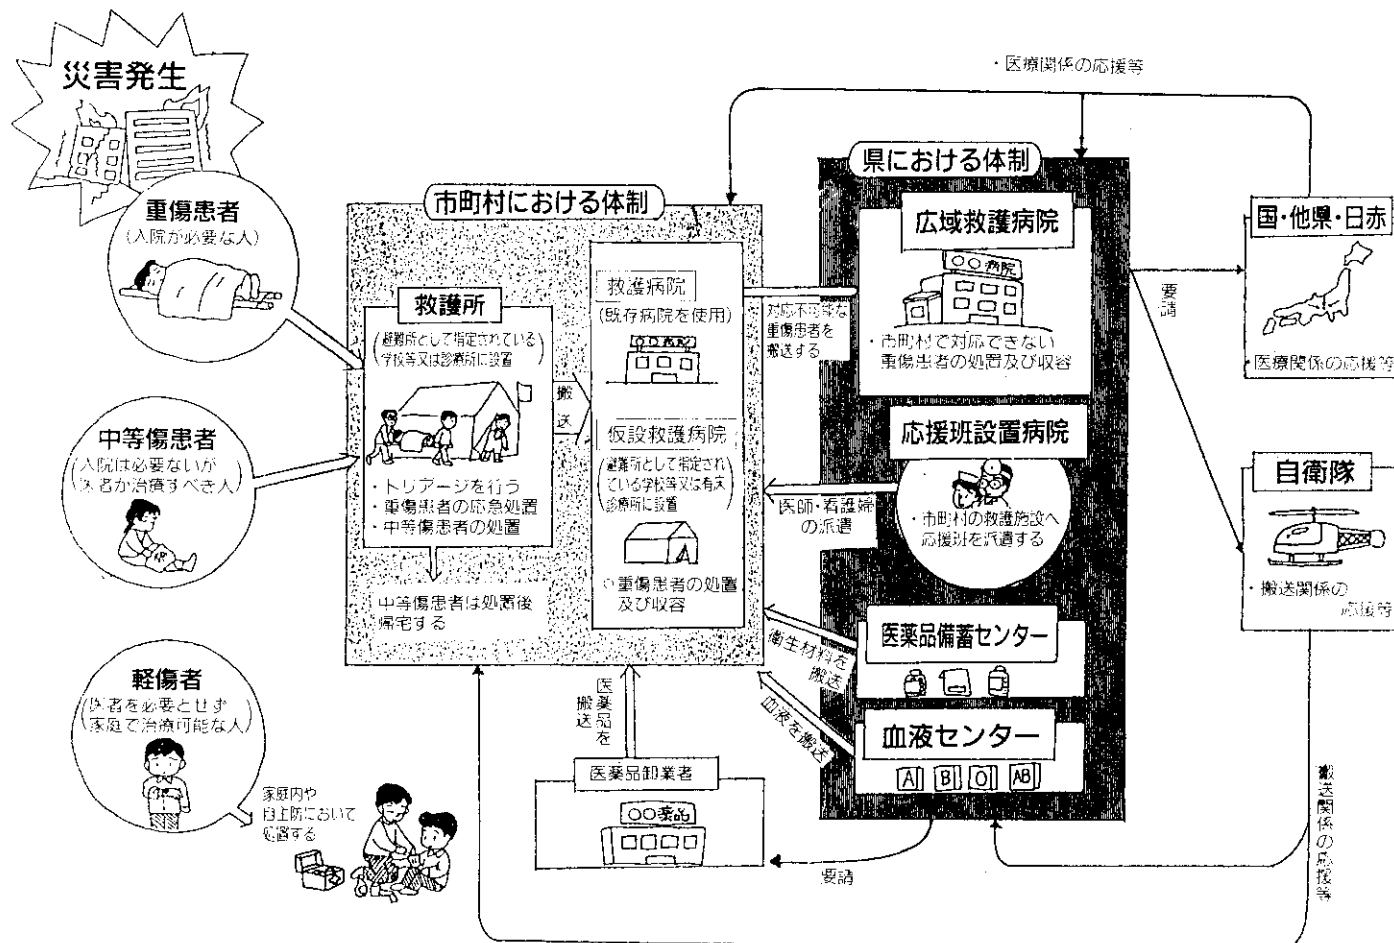 災害発生
重傷患者
(入院が必要な人)
中等傷患者
(入院は必要ないが
医者が治療すべき人)
軽傷者
(医者を必要とせず
家庭で治療可能な人)
家庭内や
自主防において
処置する
市町村における体制
救護所
(避難所として指定されている
学校等又は診療所に設置)
・トリアージを行う
・重傷患者の応急処置
・中等傷患者の処置
中等傷患者は処置後
帰宅する
搬送
救護病院
(既存病院を使用)
仮設救護病院
(避難所として指定され
ている学校等又は有床
診療所に設置)
・重傷患者の処置
及び収容
対応不可能な
重傷患者を
搬送する
医師・看護婦
の派遣
衛生材料を
搬送
血液を搬送
医薬品を
搬送
医薬品卸業者
〇〇薬品
要請
・医療関係の応援等
県における体制
広域救護病院
〇〇病院
・市町村で対応できない
重傷患者の処置及び収容
応援班設置病院
・市町村の救護施設へ
応援班を派遣する
医薬品備蓄センター
血液センター
A B O AB
要請
国・他県・日赤
・医療関係の応援等
自衛隊
・搬送関係の
応援等
搬送関係の応援等